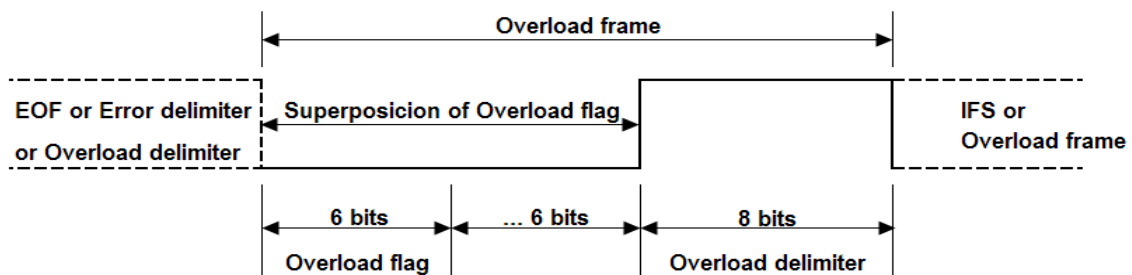 Overload frame
EOF or Error delimiter
or Overload delimiter
Superposicion of Overload flag
IFS or
Overload frame
6 bits
... 6 bits
8 bits
Overload flag
Overload delimiter